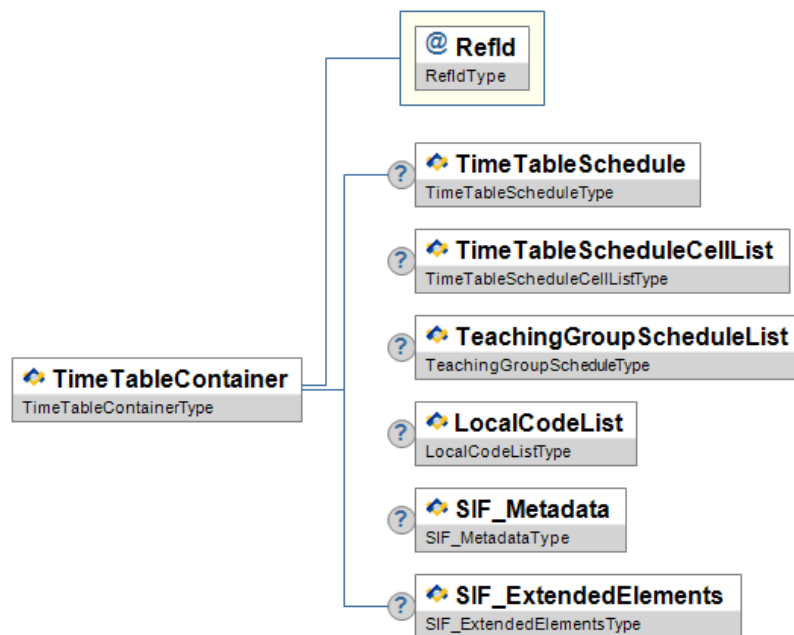 @ RefId
RefIdType
? TimeTableSchedule
TimeTableScheduleType
? TimeTableScheduleCellList
TimeTableScheduleCellListType
? TeachingGroupScheduleList
TeachingGroupScheduleType
TimeTableContainer
TimeTableContainerType
? LocalCodeList
LocalCodeListType
? SIF_Metadata
SIF_MetadataType
? SIF_ExtendedElements
SIF_ExtendedElementsType